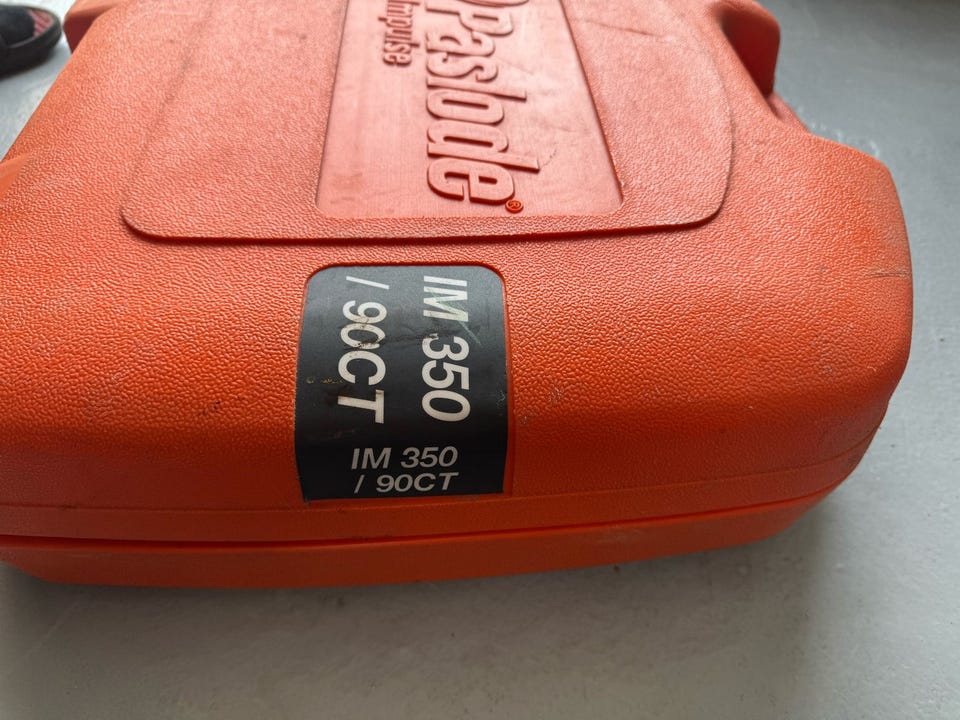 Paslode®
Impulse
IM 350
/ 90CT
IM 350
/ 90CT